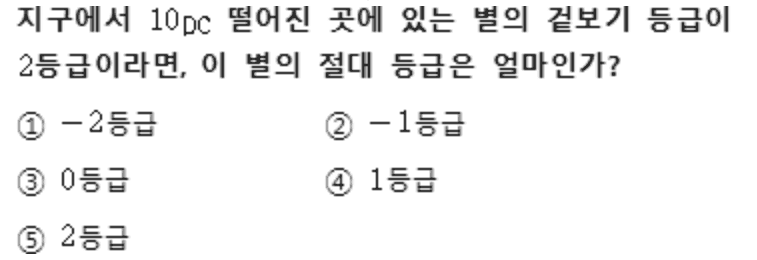 지구에서 10pc 떨어진 곳에 있는 별의 겉보기 등급이
2등급이라면, 이 별의 절대 등급은 얼마인가?
① －2등급 ② －1등급
③ 0등급 ④ 1등급
⑤ 2등급